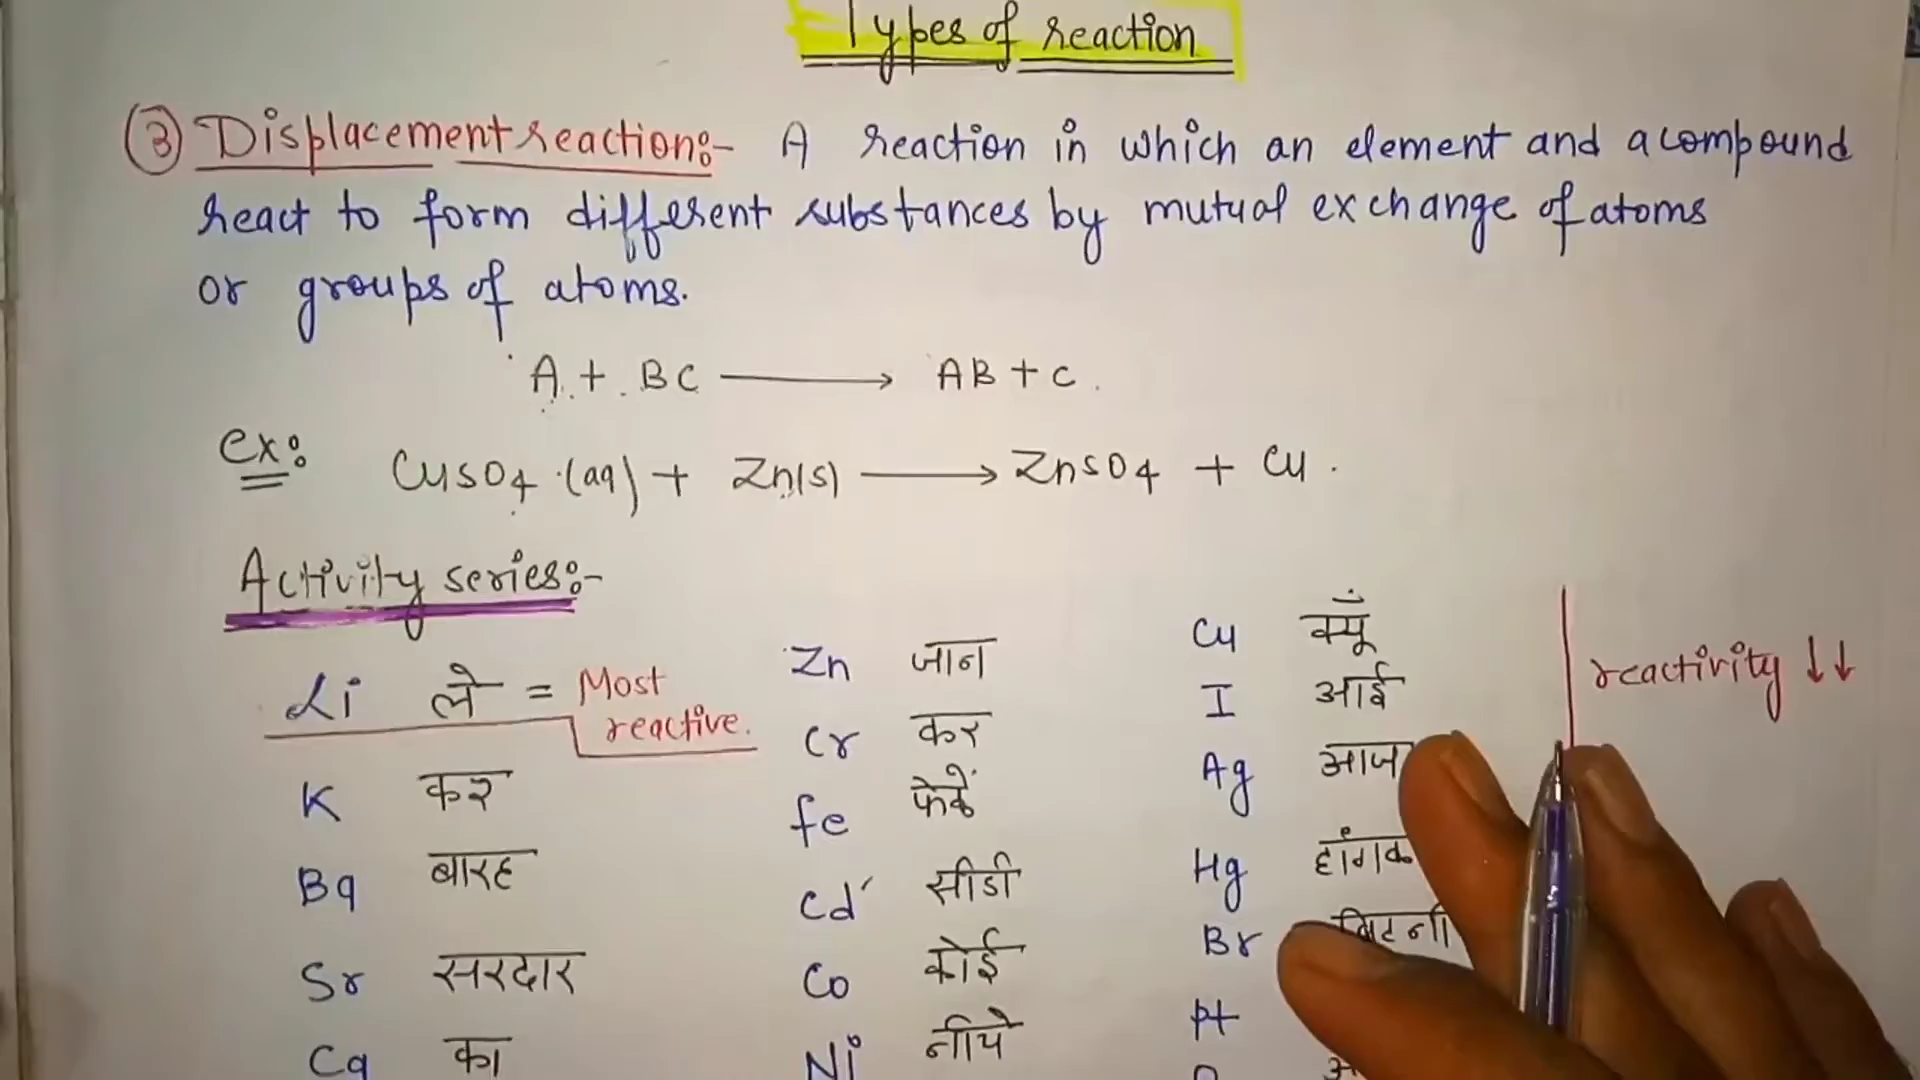 Types of reaction
③ Displacement reaction:- A reaction in which an element and a compound
react to form different substances by mutual exchange of atoms
or groups of atoms.
A + BC ⟶ AB + C.
ex: CuSO4 (aq) + Zn(s) ⟶ ZnSO4 + Cu.
Activity series:-
Li ले = Most reactive.
K कर
Ba बारह
Sr सरदार
Ca का
Zn जान
Cr कर
Fe फेकें
Cd सीडी
Co कोई
Ni नीचे
Cu क्यूँ
I आई
Ag आज
Hg
Br
Pt
reactivity ↓↓